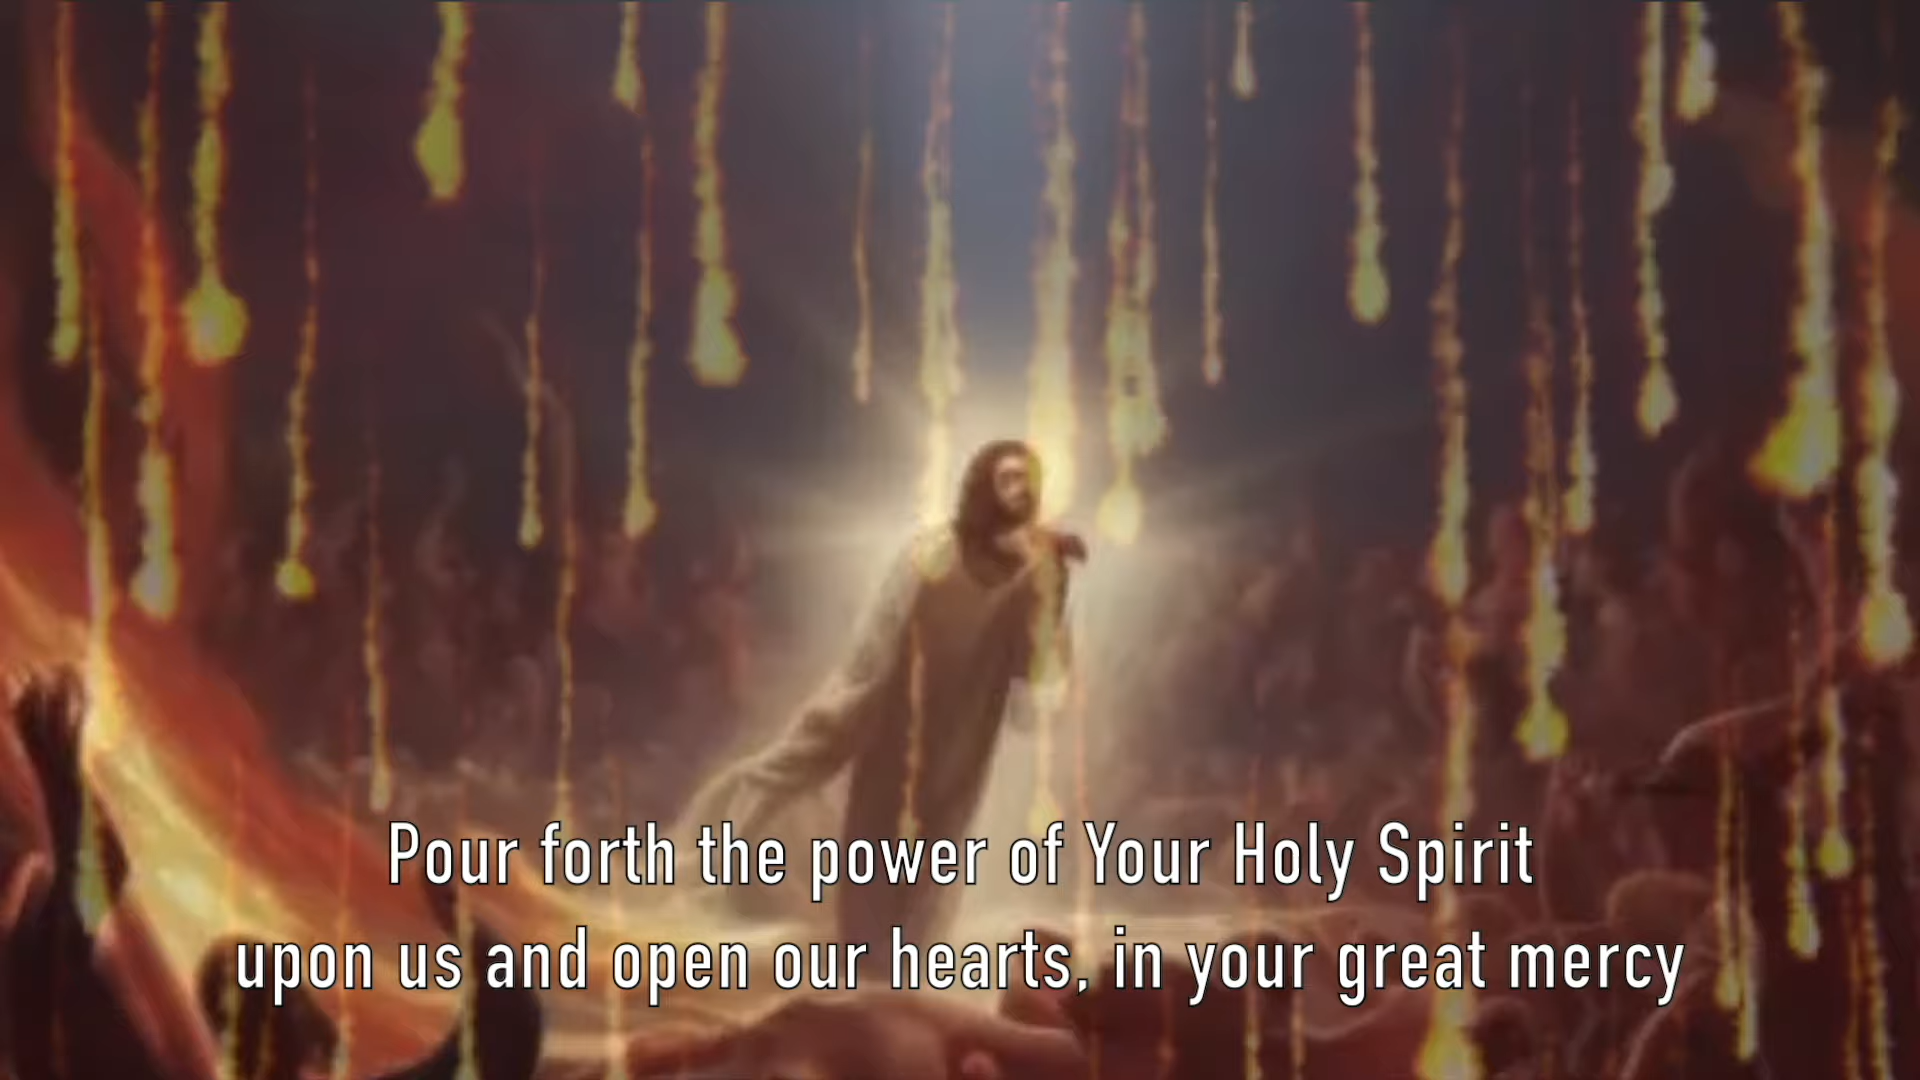 Pour forth the power of Your Holy Spirit
upon us and open our hearts, in your great mercy